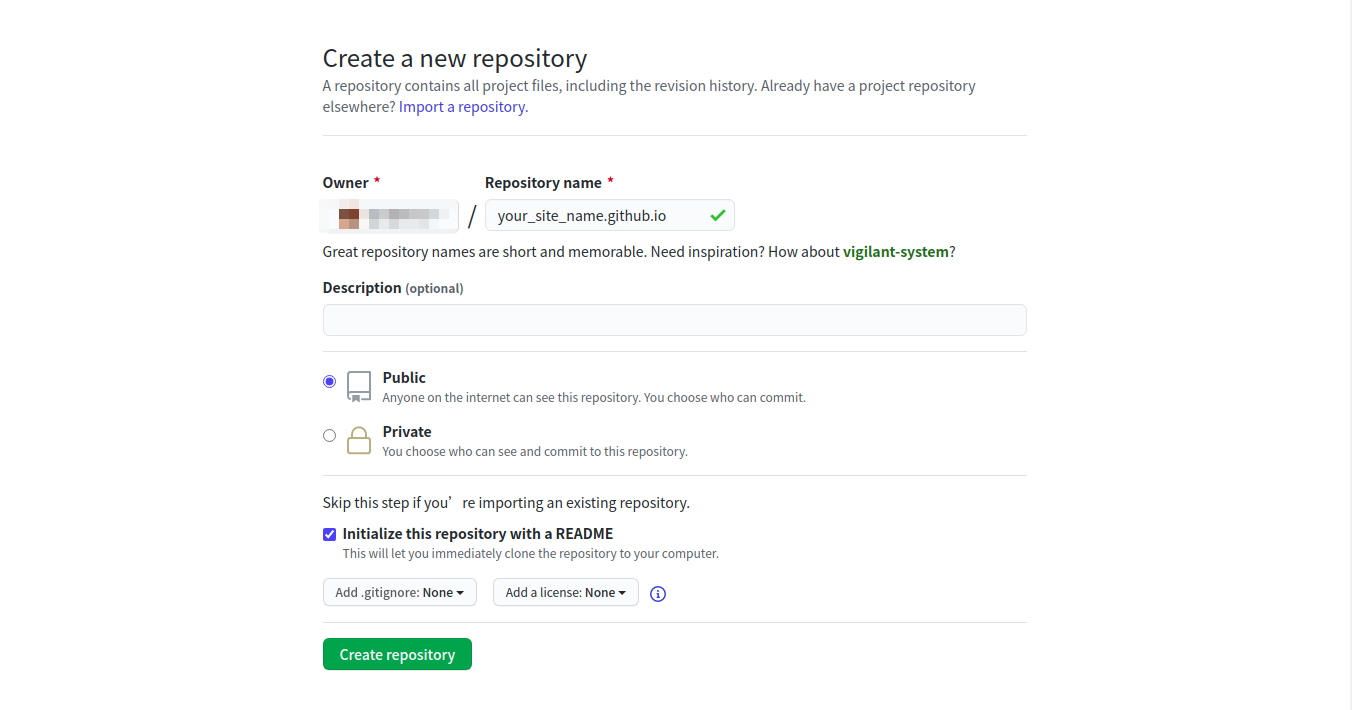 Create a new repository
A repository contains all project files, including the revision history. Already have a project repository
elsewhere? Import a repository.
Owner * Repository name *
/ your_site_name.github.io
Great repository names are short and memorable. Need inspiration? How about vigilant-system?
Description (optional)
Public
Anyone on the internet can see this repository. You choose who can commit.
Private
You choose who can see and commit to this repository.
Skip this step if you’re importing an existing repository.
Initialize this repository with a README
This will let you immediately clone the repository to your computer.
Add .gitignore: None Add a license: None
Create repository